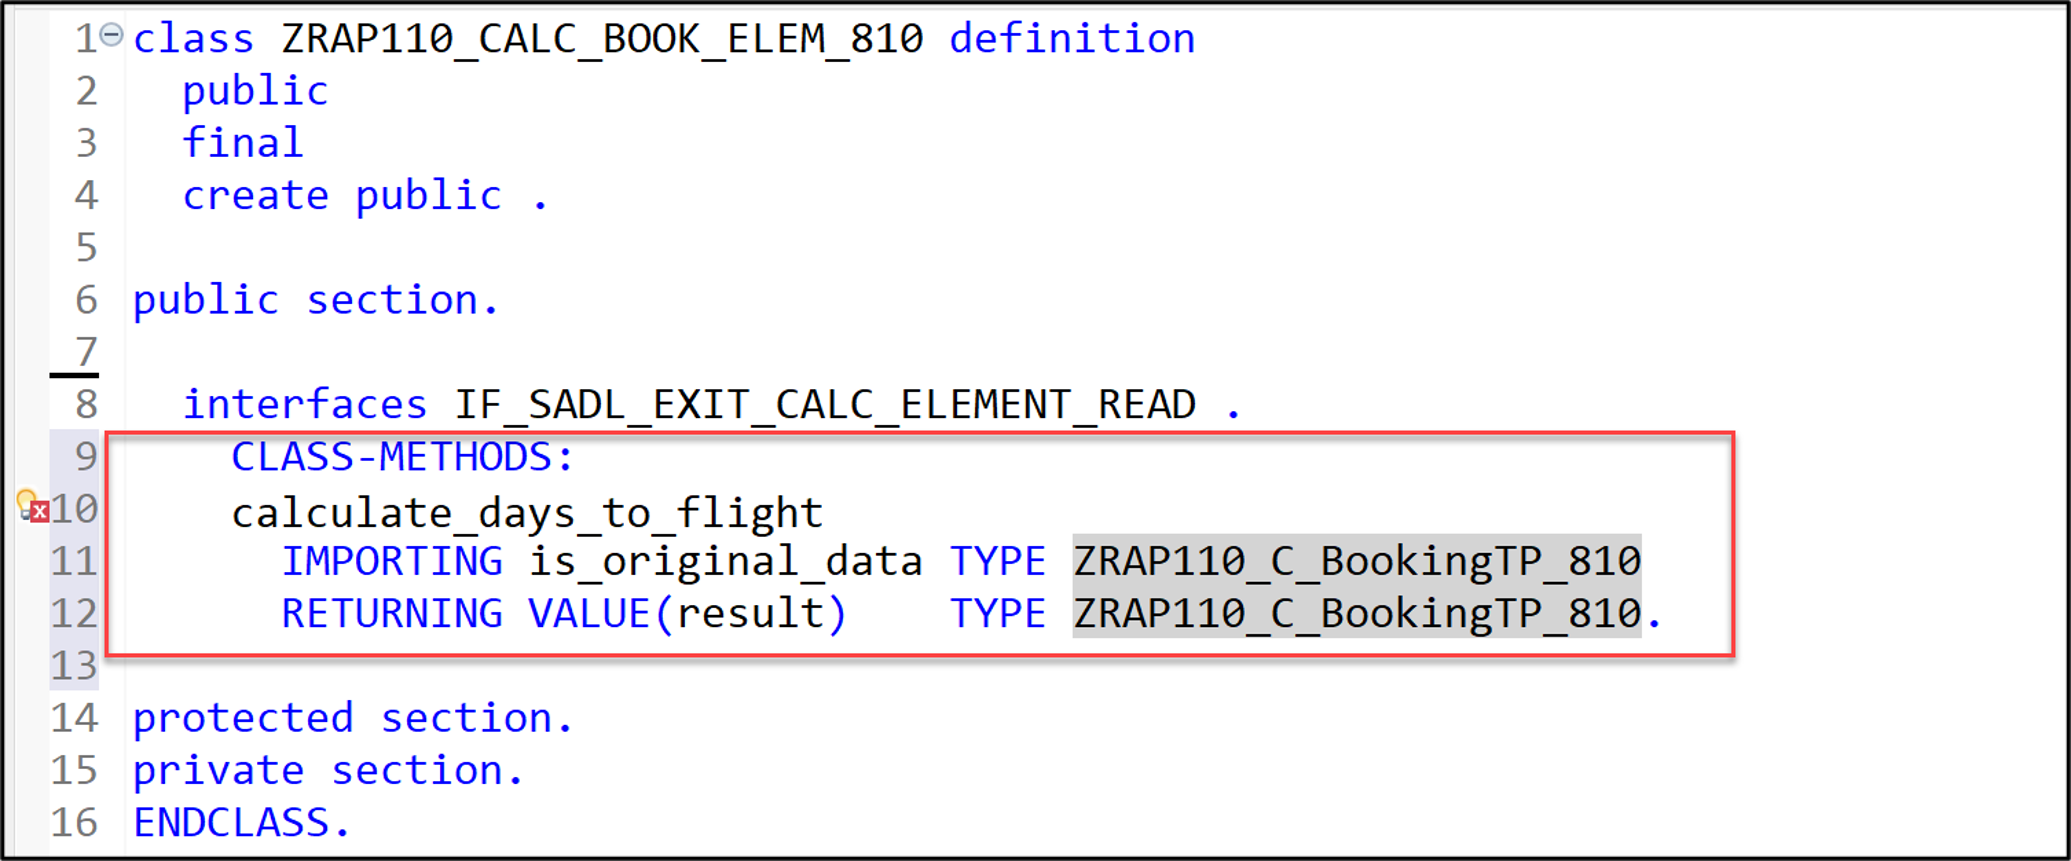 1 class ZRAP110_CALC_BOOK_ELEM_810 definition
2 public
3 final
4 create public .
5
6 public section.
7
8 interfaces IF_SADL_EXIT_CALC_ELEMENT_READ .
9 CLASS-METHODS:
10 calculate_days_to_flight
11 IMPORTING is_original_data TYPE ZRAP110_C_BookingTP_810
12 RETURNING VALUE(result) TYPE ZRAP110_C_BookingTP_810.
13
14 protected section.
15 private section.
16 ENDCLASS.